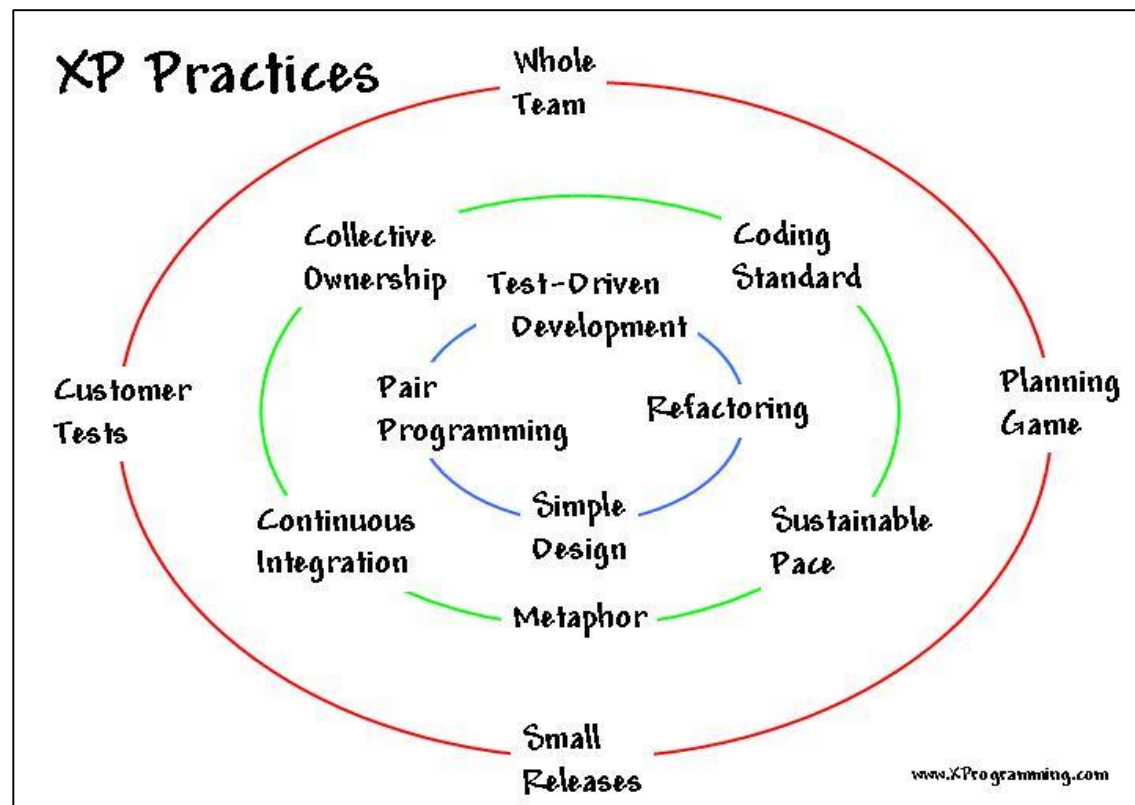 XP Practices
Whole
Team
Collective
Ownership
Coding
Standard
Test-Driven
Development
Customer
Tests
Pair
Programming
Refactoring
Planning
Game
Continuous
Integration
Simple
Design
Sustainable
Pace
Metaphor
Small
Releases
www.XProgramming.com